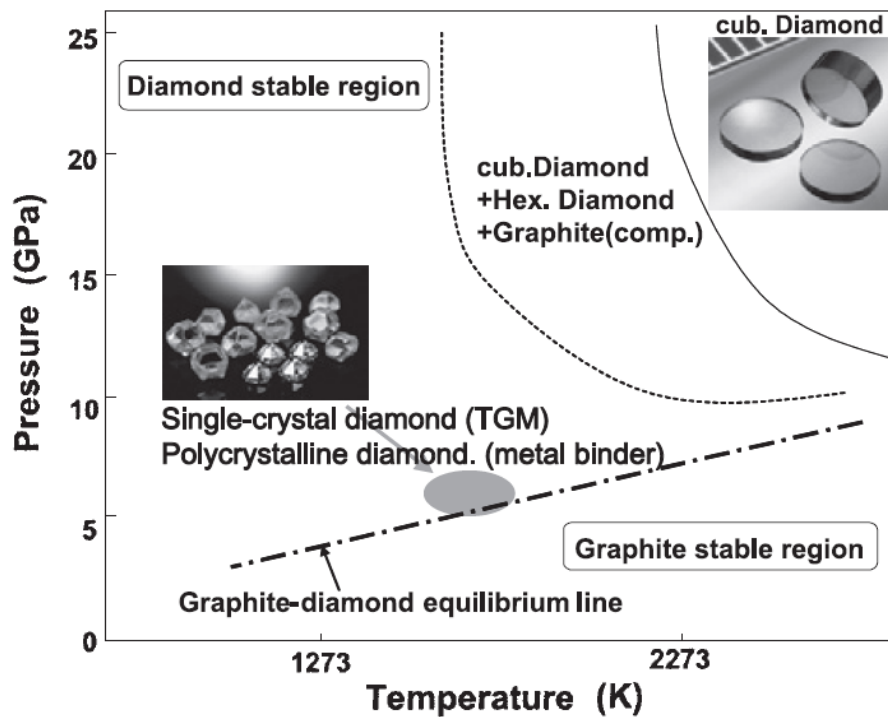 cub. Diamond
25
Diamond stable region
20
cub.Diamond
+Hex. Diamond
+Graphite(comp.)
15
10
Single-crystal diamond (TGM)
Polycrystalline diamond. (metal binder)
5
Graphite stable region
Graphite-diamond equilibrium line
0
1273
2273
Temperature (K)
Pressure (GPa)